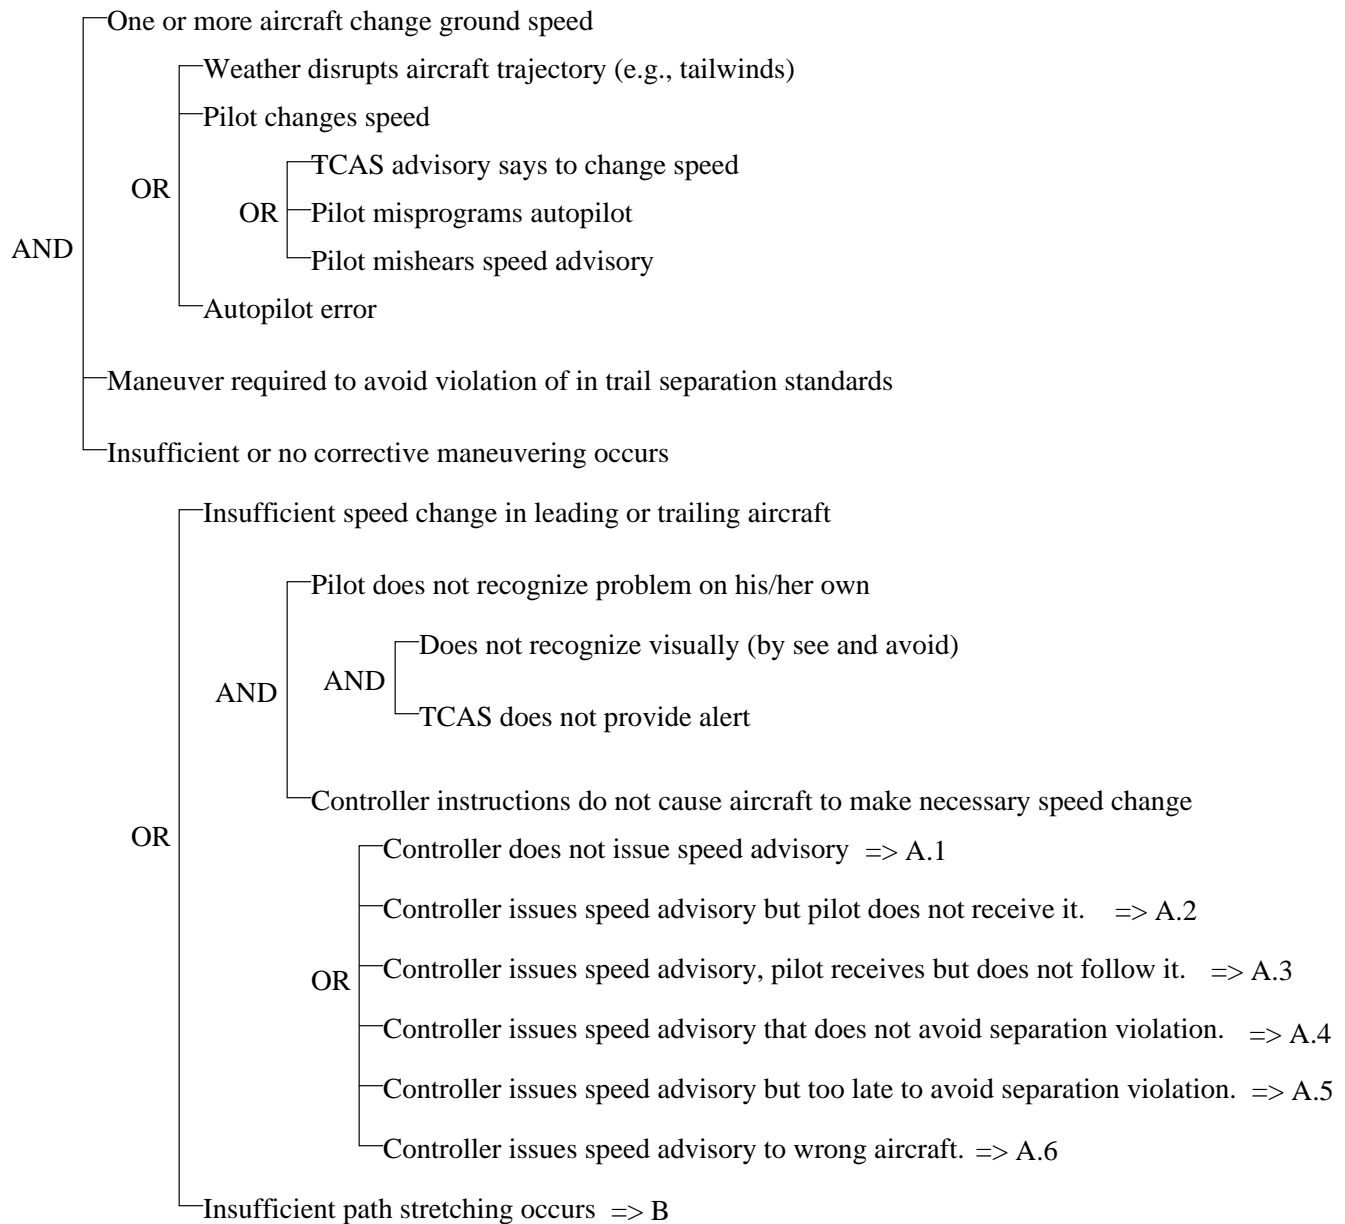 One or more aircraft change ground speed
Weather disrupts aircraft trajectory (e.g., tailwinds)
Pilot changes speed
TCAS advisory says to change speed
OR
OR
Pilot misprograms autopilot
AND
Pilot mishears speed advisory
Autopilot error
Maneuver required to avoid violation of in trail separation standards
Insufficient or no corrective maneuvering occurs
Insufficient speed change in leading or trailing aircraft
Pilot does not recognize problem on his/her own
Does not recognize visually (by see and avoid)
AND
AND
TCAS does not provide alert
Controller instructions do not cause aircraft to make necessary speed change
OR
Controller does not issue speed advisory => A.1
Controller issues speed advisory but pilot does not receive it. => A.2
Controller issues speed advisory, pilot receives but does not follow it. => A.3
OR
Controller issues speed advisory that does not avoid separation violation. => A.4
Controller issues speed advisory but too late to avoid separation violation. => A.5
Controller issues speed advisory to wrong aircraft. => A.6
Insufficient path stretching occurs => B